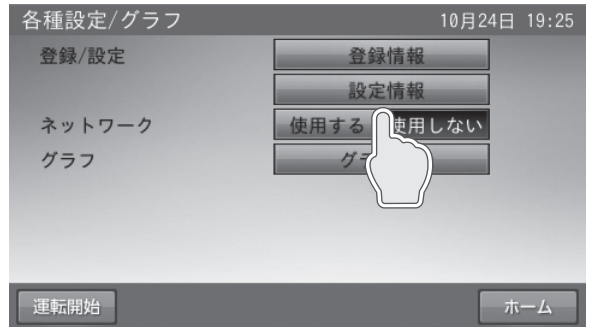 各種設定/グラフ 10月24日 19:25
登録/設定 登録情報
設定情報
ネットワーク 使用する 使用しない
グラフ グラ
運転開始 ホーム